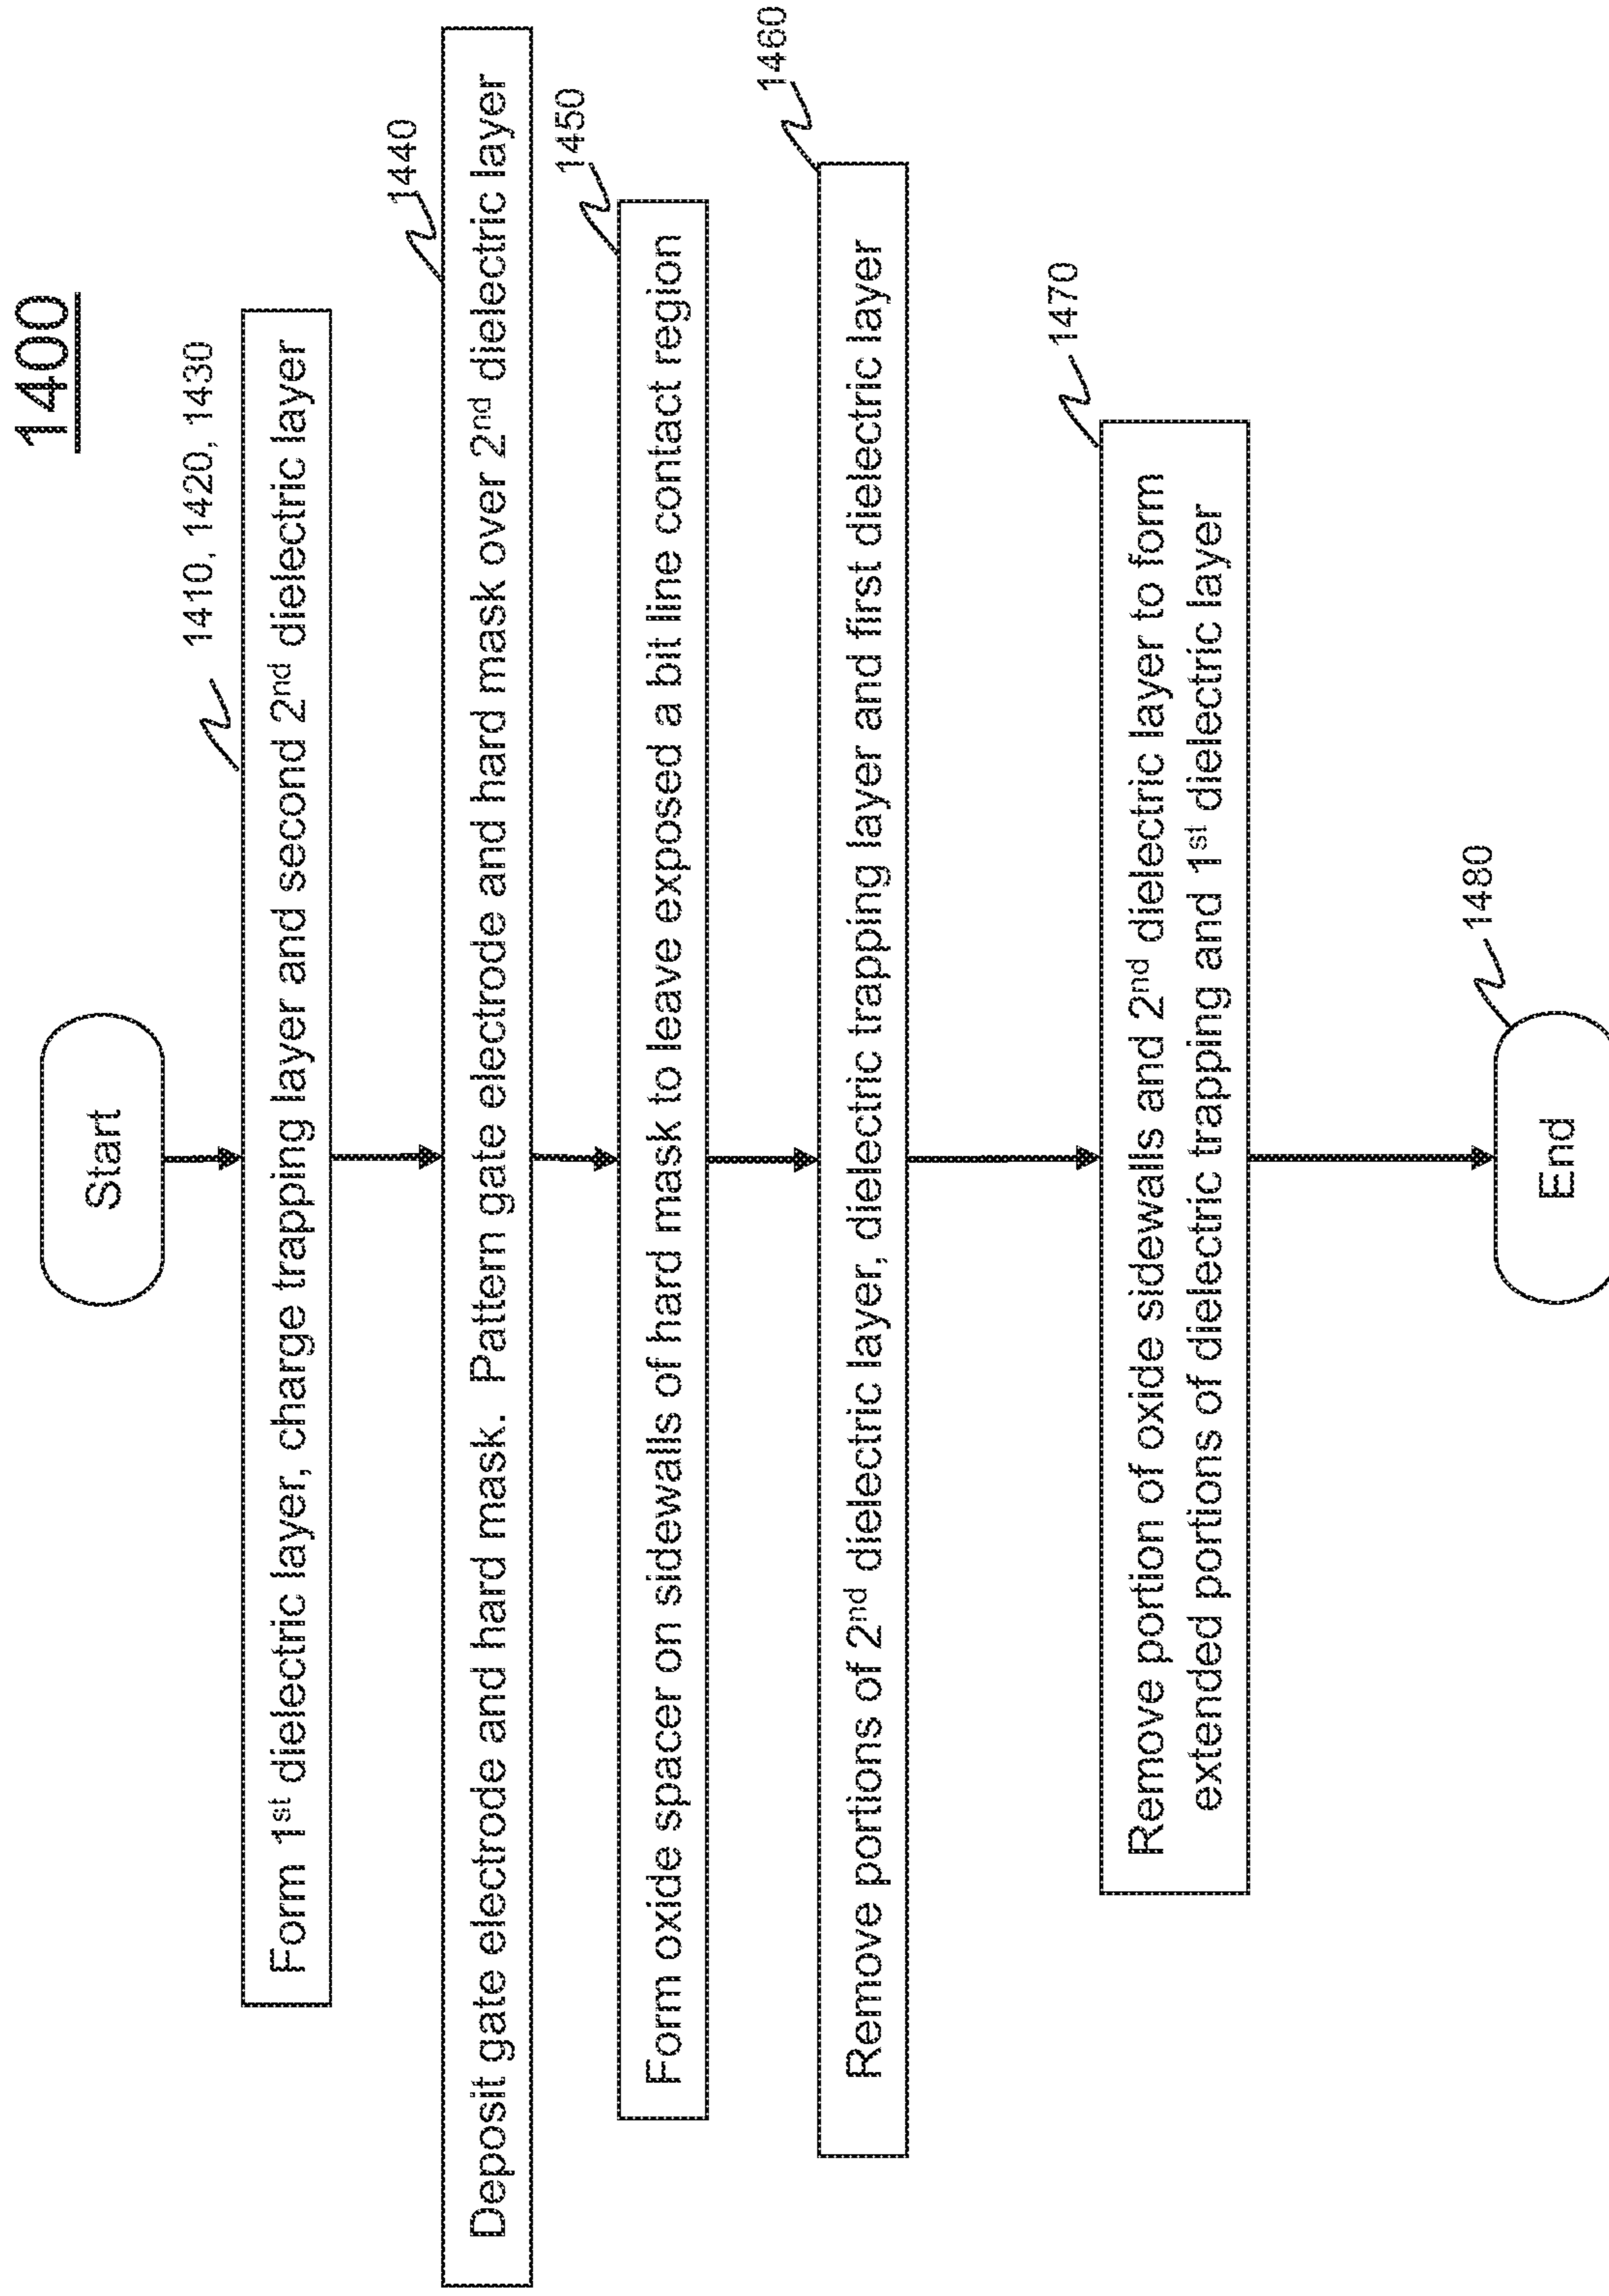 1400
Start
1410, 1420, 1430
Form 1st dielectric layer, charge trapping layer and second 2nd dielectric layer
1440
Deposit gate electrode and hard mask. Pattern gate electrode and hard mask over 2nd dielectric layer
1450
Form oxide spacer on sidewalls of hard mask to leave exposed a bit line contact region
1460
Remove portions of 2nd dielectric layer, dielectric trapping layer and first dielectric layer
1470
Remove portion of oxide sidewalls and 2nd dielectric layer to form
extended portions of dielectric trapping and 1st dielectric layer
1480
End